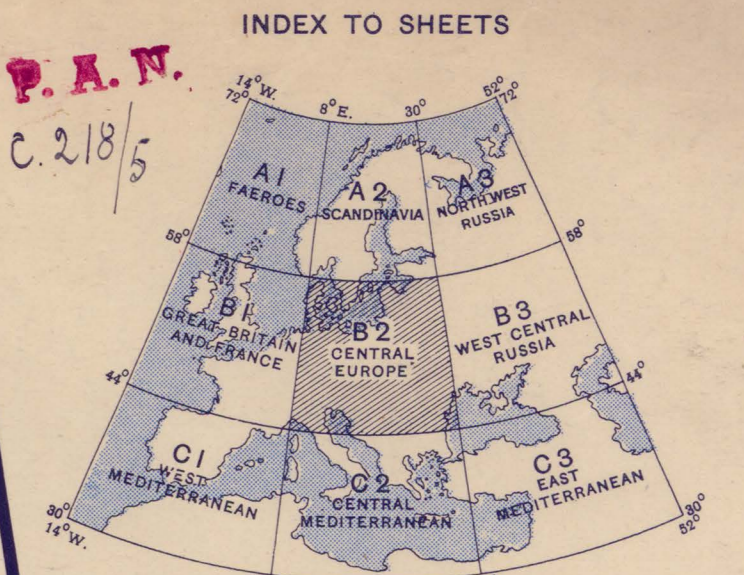 INDEX TO SHEETS
P. A. N.
C. 218/5
14° W.
72°
8° E.
30°
52°
72°
A1
FAEROES
A2
SCANDINAVIA
A3
NORTH WEST
RUSSIA
58°
58°
B1
GREAT BRITAIN
AND FRANCE
B2
CENTRAL
EUROPE
B3
WEST CENTRAL
RUSSIA
44°
44°
C1
WEST
MEDITERRANEAN
C2
CENTRAL
MEDITERRANEAN
C3
EAST
MEDITERRANEAN
30°
14° W.
30°
52°